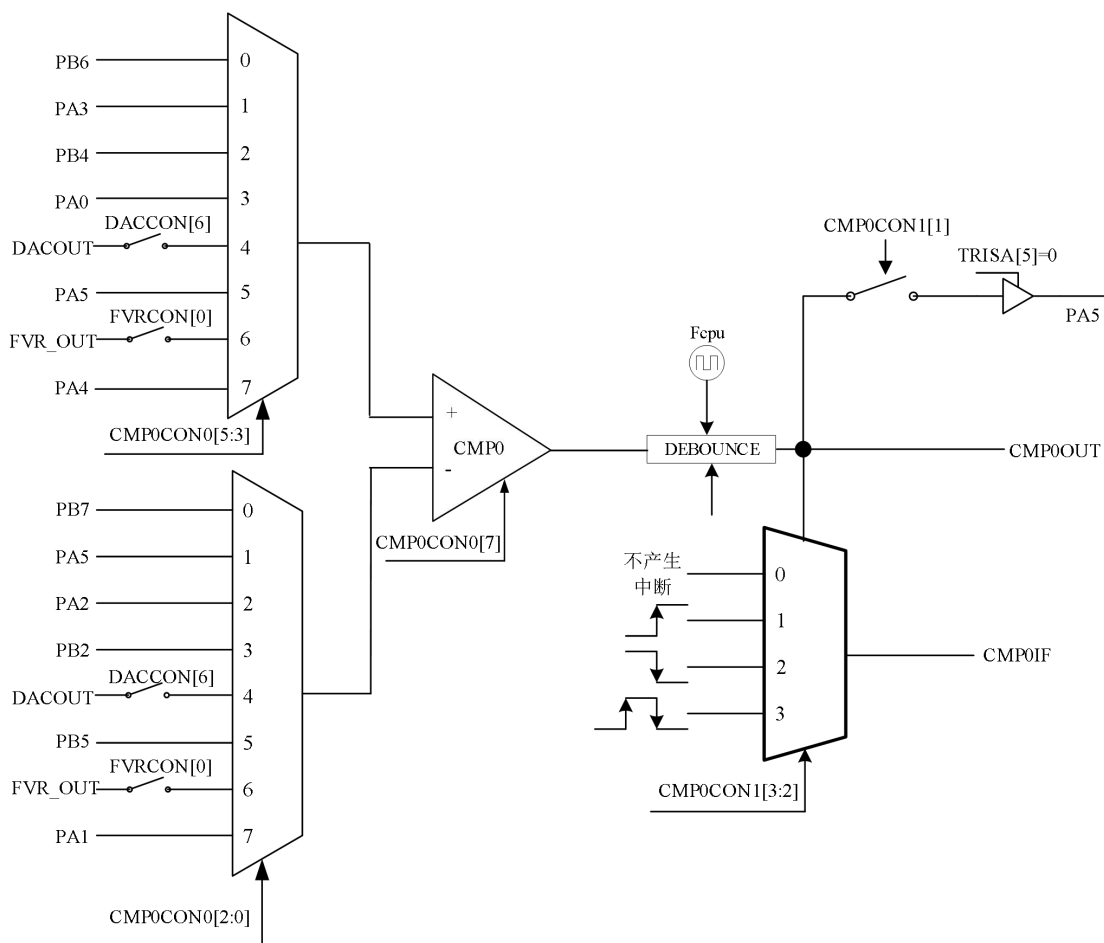 PB6
0
PA3
1
PB4
2
PA0
3
DACCON[6]
DACOUT
4
PA5
5
FVRCON[0]
FVR_OUT
6
PA4
7
CMP0CON0[5:3]
PB7
0
PA5
1
PA2
2
PB2
3
DACCON[6]
DACOUT
4
PB5
5
FVRCON[0]
FVR_OUT
6
PA1
7
CMP0CON0[2:0]
+
CMP0
-
CMP0CON0[7]
Fcpu
DEBOUNCE
CMP0CON1[1]
TRISA[5]=0
PA5
CMP0OUT
不产生
中断
0
1
2
3
CMP0IF
CMP0CON1[3:2]